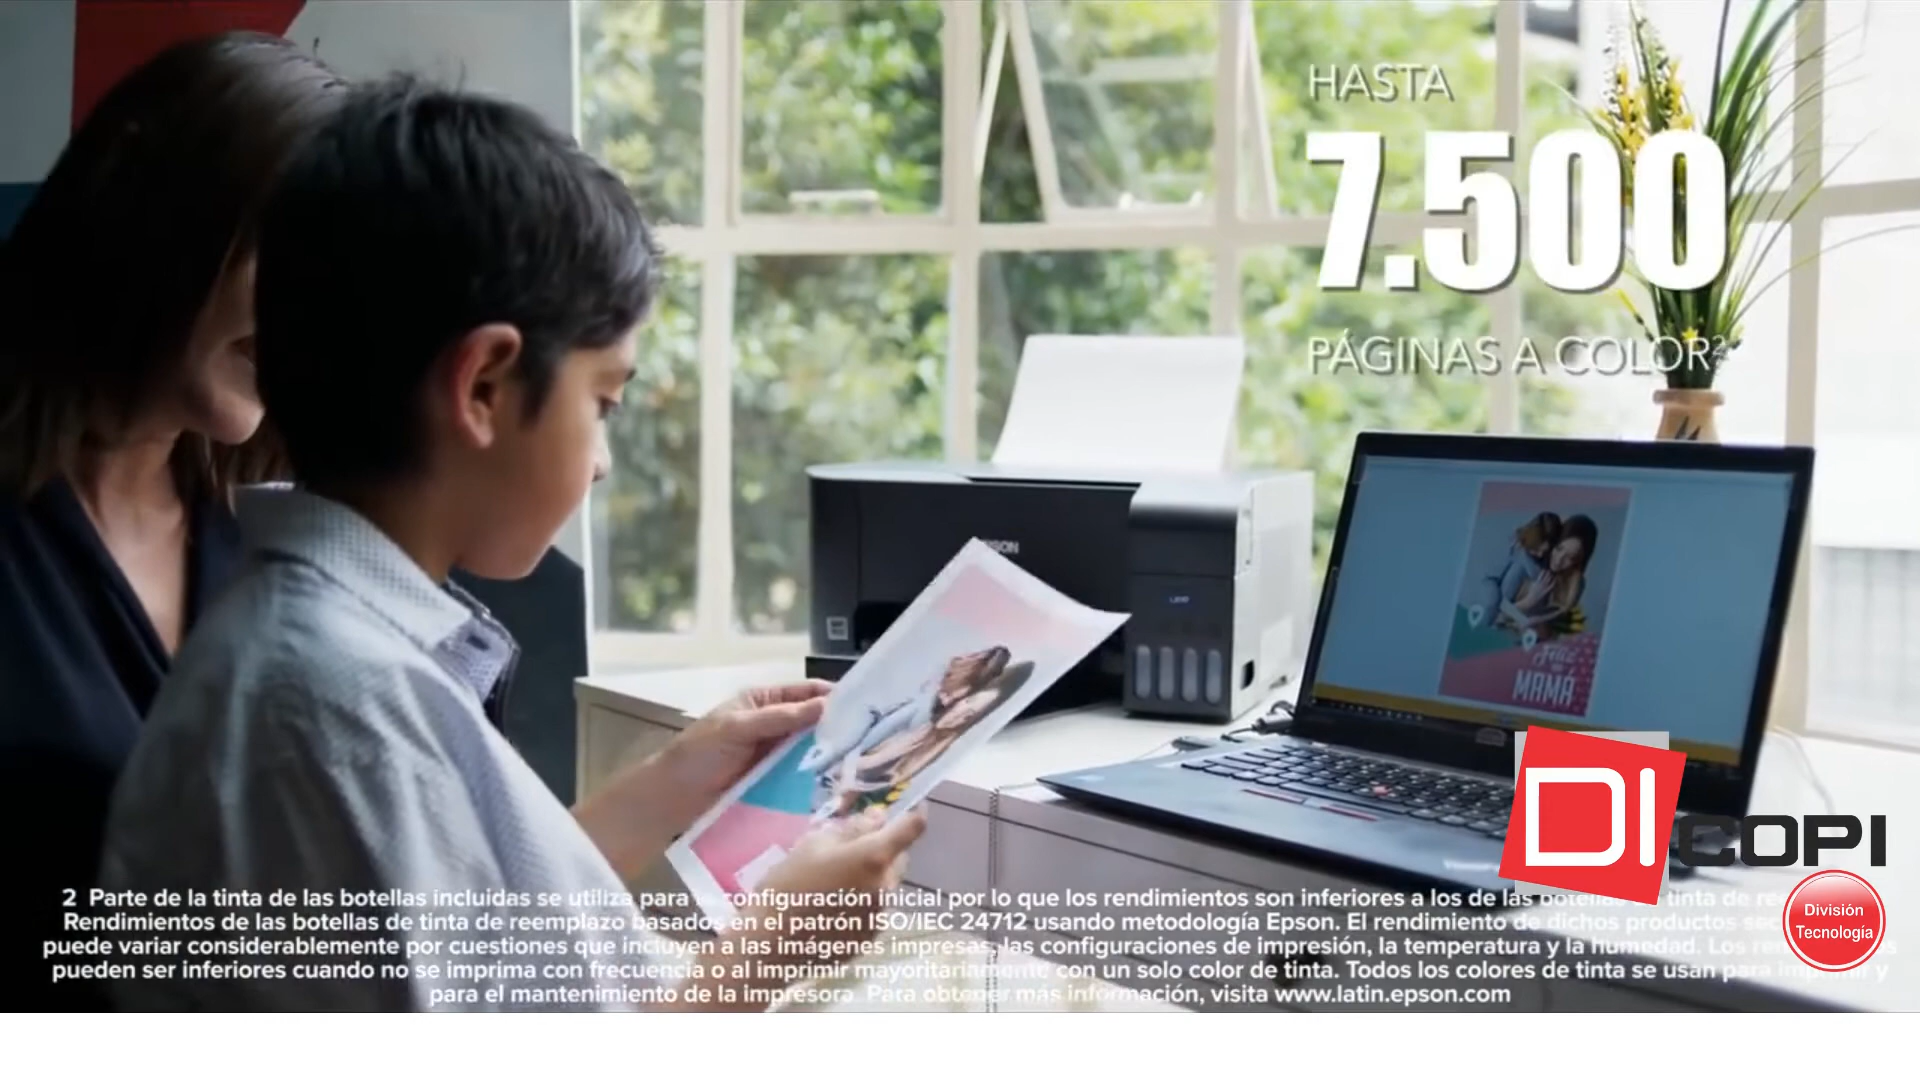 HASTA
7.500
PÁGINAS A COLOR²
EPSON
Feliz
MAMÁ
DICOPI
2 Parte de la tinta de las botellas incluidas se utiliza para configuración inicial por lo que los rendimientos son inferiores a los de las botellas tinta de
Rendimientos de las botellas de tinta de reemplazo basados en el patrón ISO/IEC 24712 usando metodología Epson. El rendimiento de dichos productos
puede variar considerablemente por cuestiones que incluyen a las imágenes impresas, las configuraciones de impresión, la temperatura y la humedad. Los
pueden ser inferiores cuando no se imprima con frecuencia o al imprimir mayoritariamente con un solo color de tinta. Todos los colores de tinta se usan para imprimir y
para el mantenimiento de la impresora. Para obtener más información, visita www.latin.epson.com
División
Tecnología